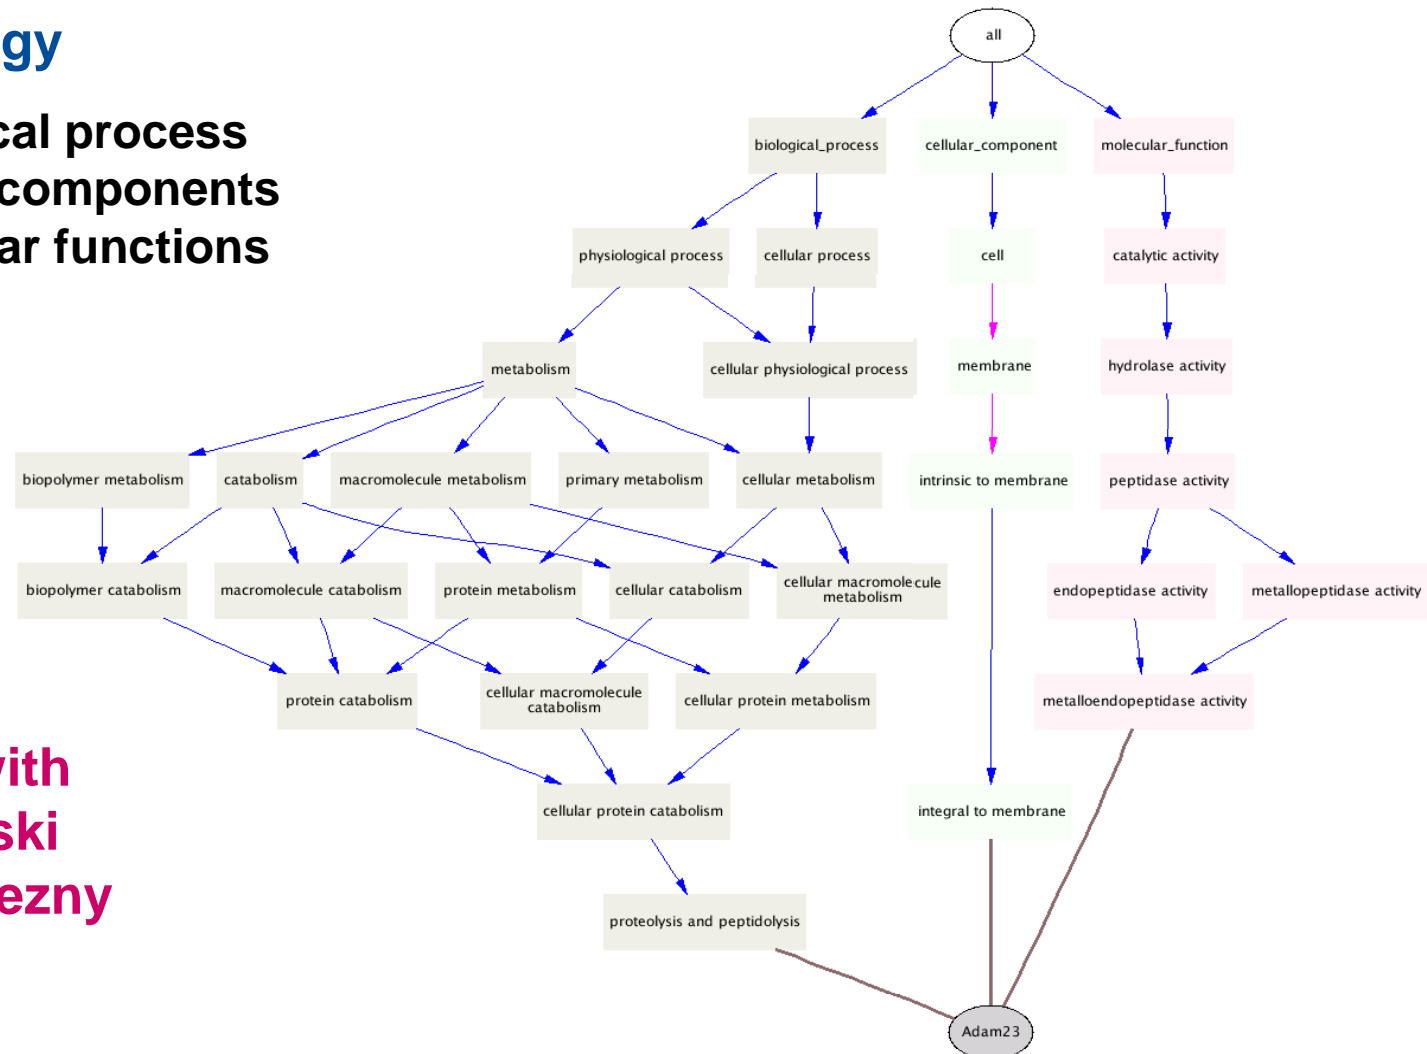 gy
cal process
components
ar functions
with
ski
ezny
all
biological_process
cellular_component
molecular_function
physiological process
cellular process
cell
catalytic activity
metabolism
cellular physiological process
membrane
hydrolase activity
biopolymer metabolism
catabolism
macromolecule metabolism
primary metabolism
cellular metabolism
intrinsic to membrane
peptidase activity
biopolymer catabolism
macromolecule catabolism
protein metabolism
cellular catabolism
cellular macromolecule
metabolism
endopeptidase activity
metallopeptidase activity
protein catabolism
cellular macromolecule
catabolism
cellular protein metabolism
metalloendopeptidase activity
cellular protein catabolism
integral to membrane
proteolysis and peptidolysis
Adam23